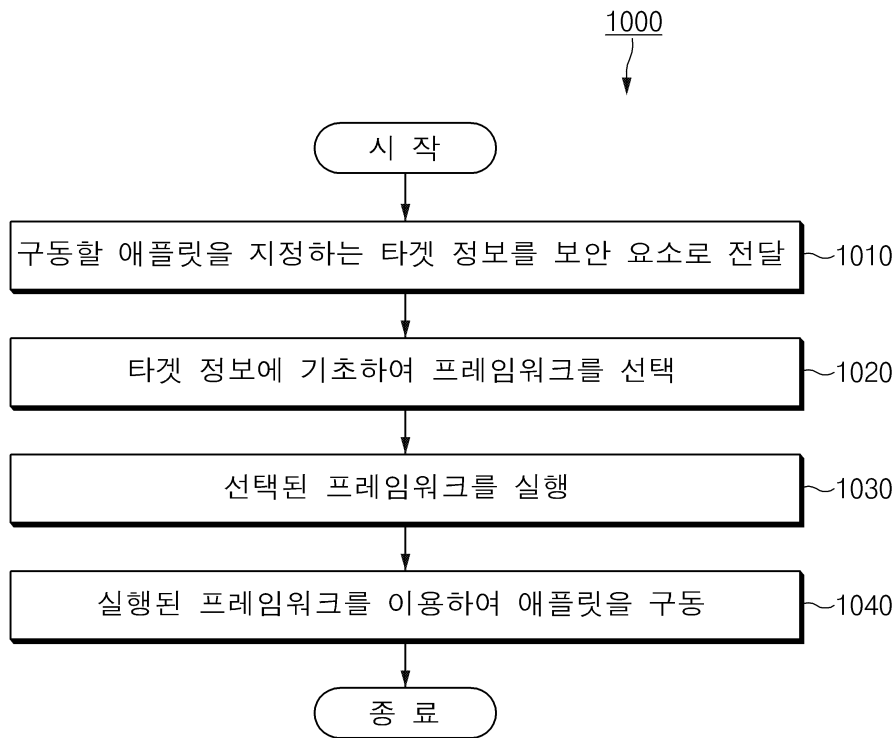 1000
시 작
구동할 애플릿을 지정하는 타겟 정보를 보안 요소로 전달
1010
타겟 정보에 기초하여 프레임워크를 선택
1020
선택된 프레임워크를 실행
1030
실행된 프레임워크를 이용하여 애플릿을 구동
1040
종 료